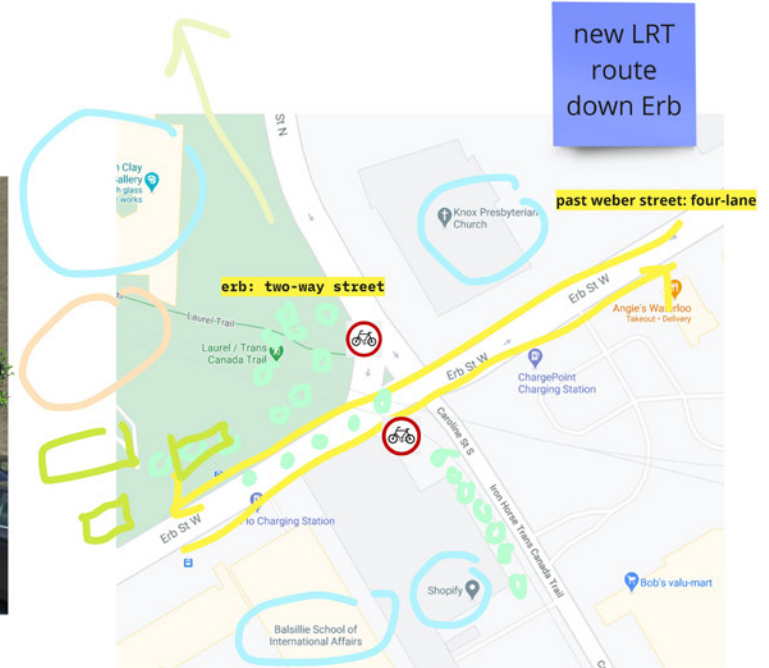 new LRT
route
down Erb
St N
n Clay
allery
h glass
works
Knox Presbyterian
Church
past weber street: four-lane
erb: two-way street
Erb St W
Angie's Waterloo
Takeout • Delivery
Laurel Trail
Laurel / Trans
Canada Trail
Erb St W
ChargePoint
Charging Station
Caroline St S
Iron Horse Trans Canada Trail
Erb St W
lo Charging Station
Shopify
Bob's valu-mart
Balsillie School of
International Affairs